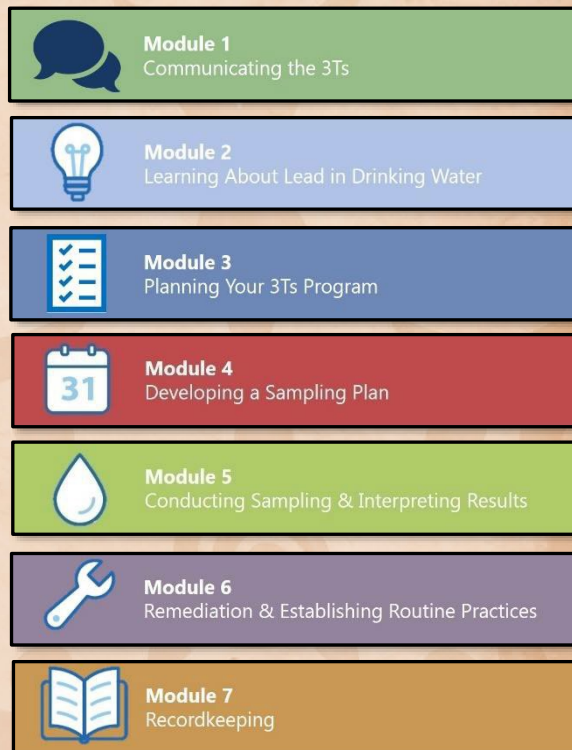 Module 1
Communicating the 3Ts
Module 2
Learning About Lead in Drinking Water
Module 3
Planning Your 3Ts Program
31
Module 4
Developing a Sampling Plan
Module 5
Conducting Sampling & Interpreting Results
Module 6
Remediation & Establishing Routine Practices
Module 7
Recordkeeping